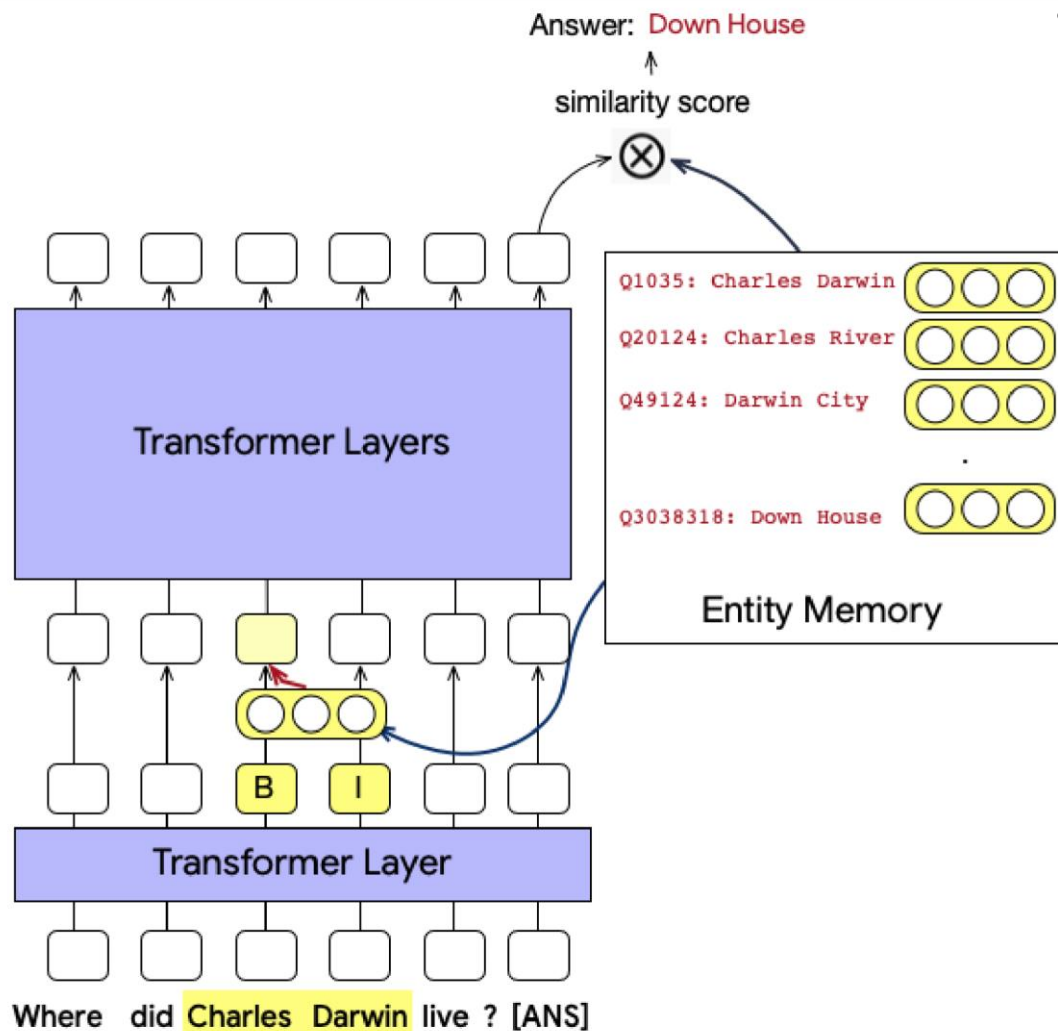 Answer: Down House
similarity score
Q1035: Charles Darwin
Q20124: Charles River
Q49124: Darwin City
.
Q3038318: Down House
Entity Memory
Transformer Layers
B I
Transformer Layer
Where did Charles Darwin live ? [ANS]